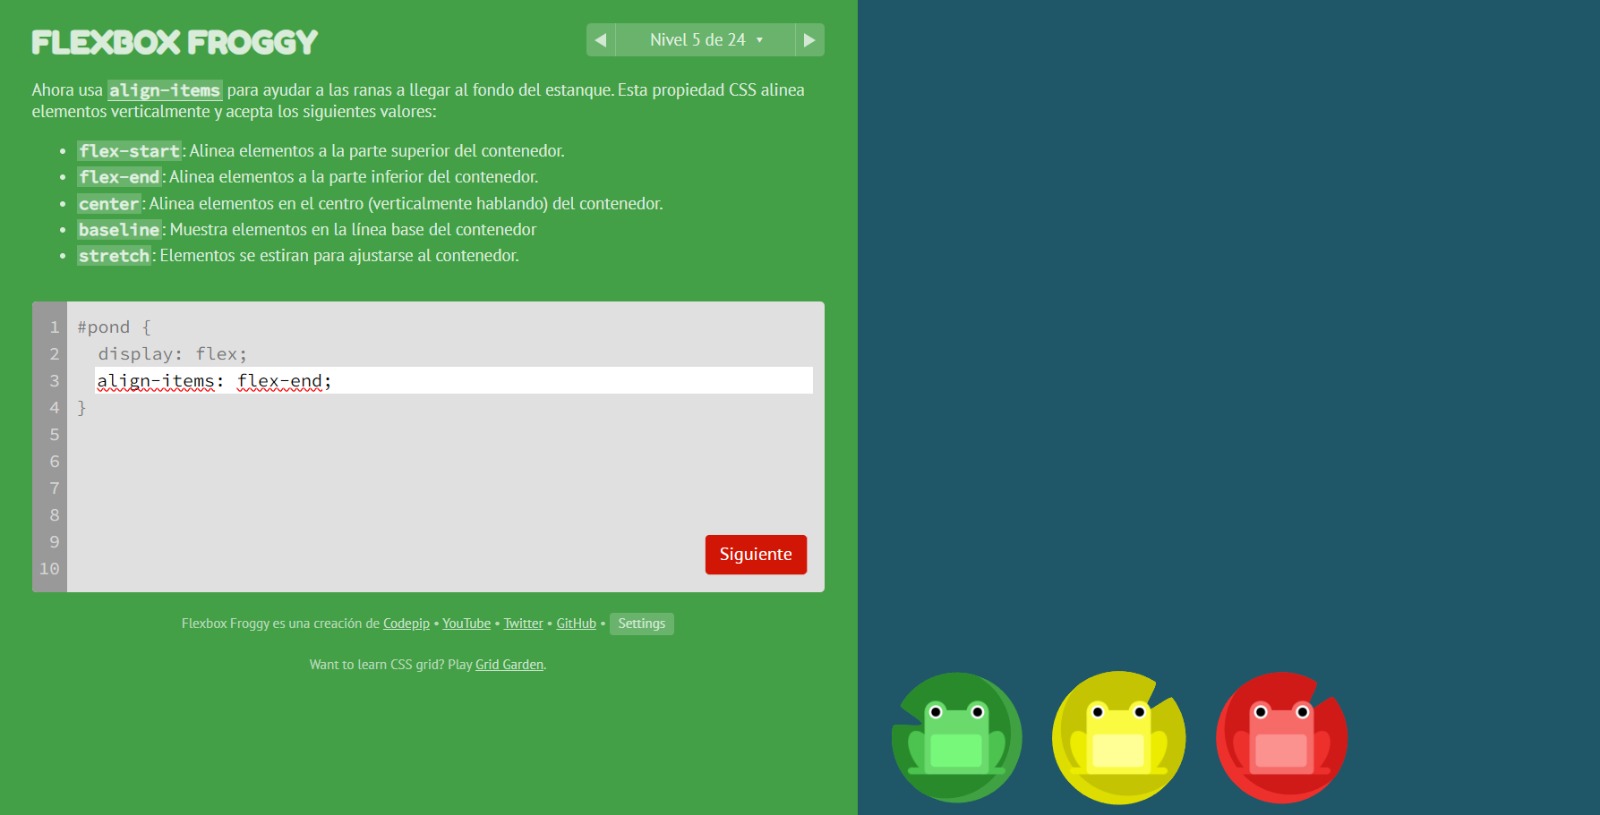 FLEXBOX FROGGY
Nivel 5 de 24
Ahora usa align-items para ayudar a las ranas a llegar al fondo del estanque. Esta propiedad CSS alinea
elementos verticalmente y acepta los siguientes valores:
• flex-start: Alinea elementos a la parte superior del contenedor.
• flex-end: Alinea elementos a la parte inferior del contenedor.
• center: Alinea elementos en el centro (verticalmente hablando) del contenedor.
• baseline: Muestra elementos en la línea base del contenedor
• stretch: Elementos se estiran para ajustarse al contenedor.
1 #pond {
2 display: flex;
3 align-items: flex-end;
4 }
5
6
7
8
9
10
Siguiente
Flexbox Froggy es una creación de Codepip • YouTube • Twitter • GitHub • Settings
Want to learn CSS grid? Play Grid Garden.